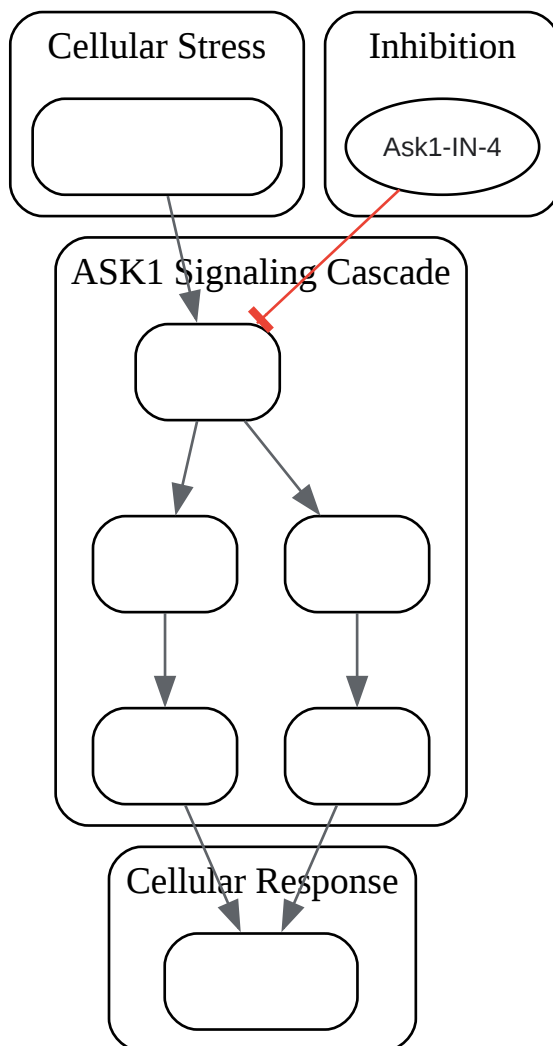 Cellular Stress
Inhibition
Ask1-IN-4
ASK1 Signaling Cascade
Cellular Response